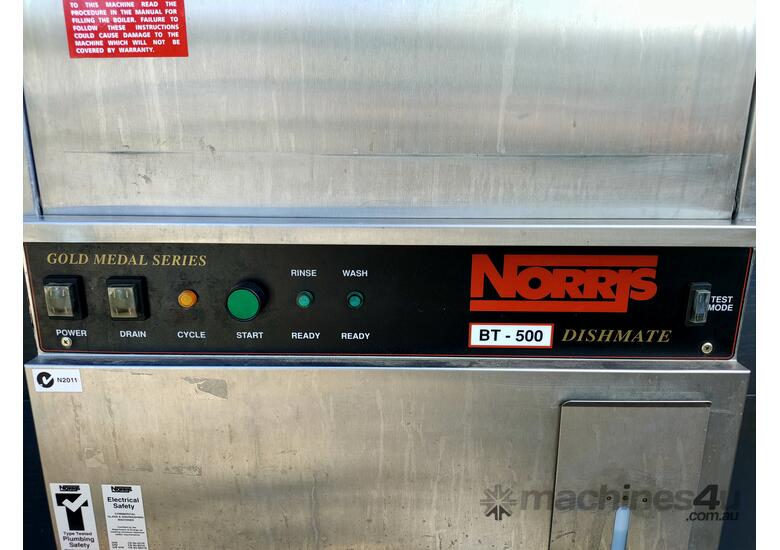 TO THIS MACHINE READ THE
PROCEDURE IN THE MANUAL FOR
FILLING THE BOILER. FAILURE TO
FOLLOW THESE INSTRUCTIONS
COULD CAUSE DAMAGE TO THE
MACHINE WHICH WILL NOT BE
COVERED BY WARRANTY.
GOLD MEDAL SERIES
RINSE WASH
NORRIS
TEST
MODE
POWER DRAIN CYCLE START READY READY
BT - 500 DISHMATE
N2011
NORRIS
Type Tested
Plumbing
Safety
NORRIS
Electrical
Safety
machines4u
.com.au